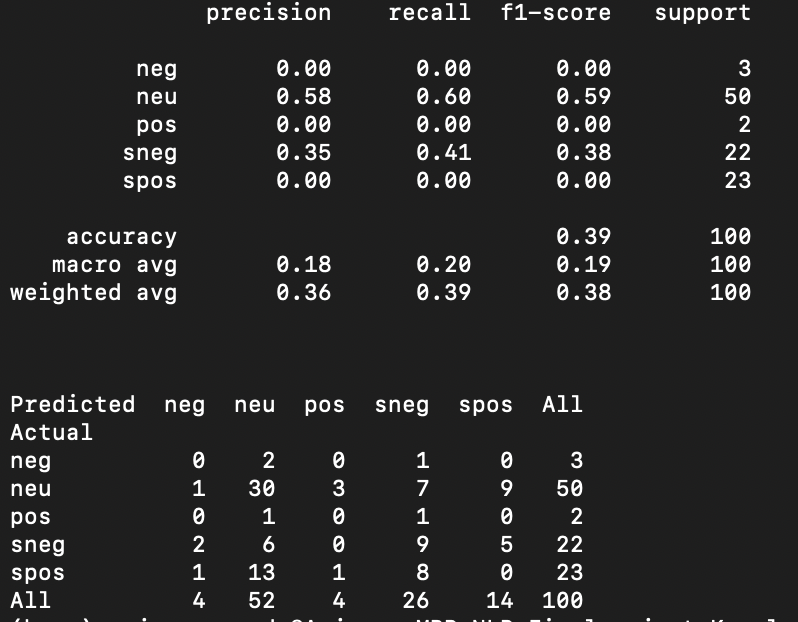 precision recall f1-score support
neg 0.00 0.00 0.00 3
neu 0.58 0.60 0.59 50
pos 0.00 0.00 0.00 2
sneg 0.35 0.41 0.38 22
spos 0.00 0.00 0.00 23
accuracy 0.39 100
macro avg 0.18 0.20 0.19 100
weighted avg 0.36 0.39 0.38 100
Predicted neg neu pos sneg spos All
Actual
neg 0 2 0 1 0 3
neu 1 30 3 7 9 50
pos 0 1 0 1 0 2
sneg 2 6 0 9 5 22
spos 1 13 1 8 0 23
All 4 52 4 26 14 100